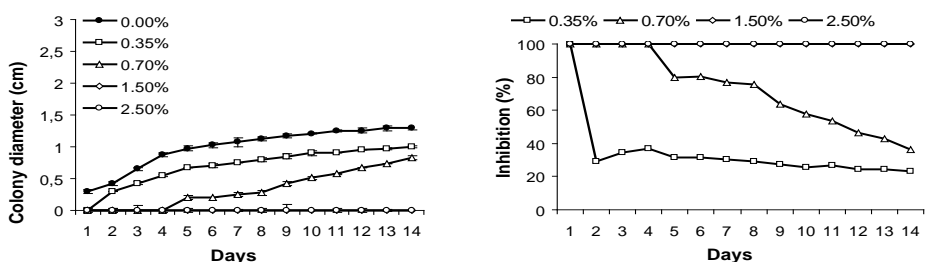 3
2,5
2
1,5
1
0,5
0
0.00%
0.35%
0.70%
1.50%
2.50%
Colony diameter (cm)
1 2 3 4 5 6 7 8 9 10 11 12 13 14
Days
0.35% 0.70% 1.50% 2.50%
100
80
60
40
20
0
Inhibition (%)
1 2 3 4 5 6 7 8 9 10 11 12 13 14
Days